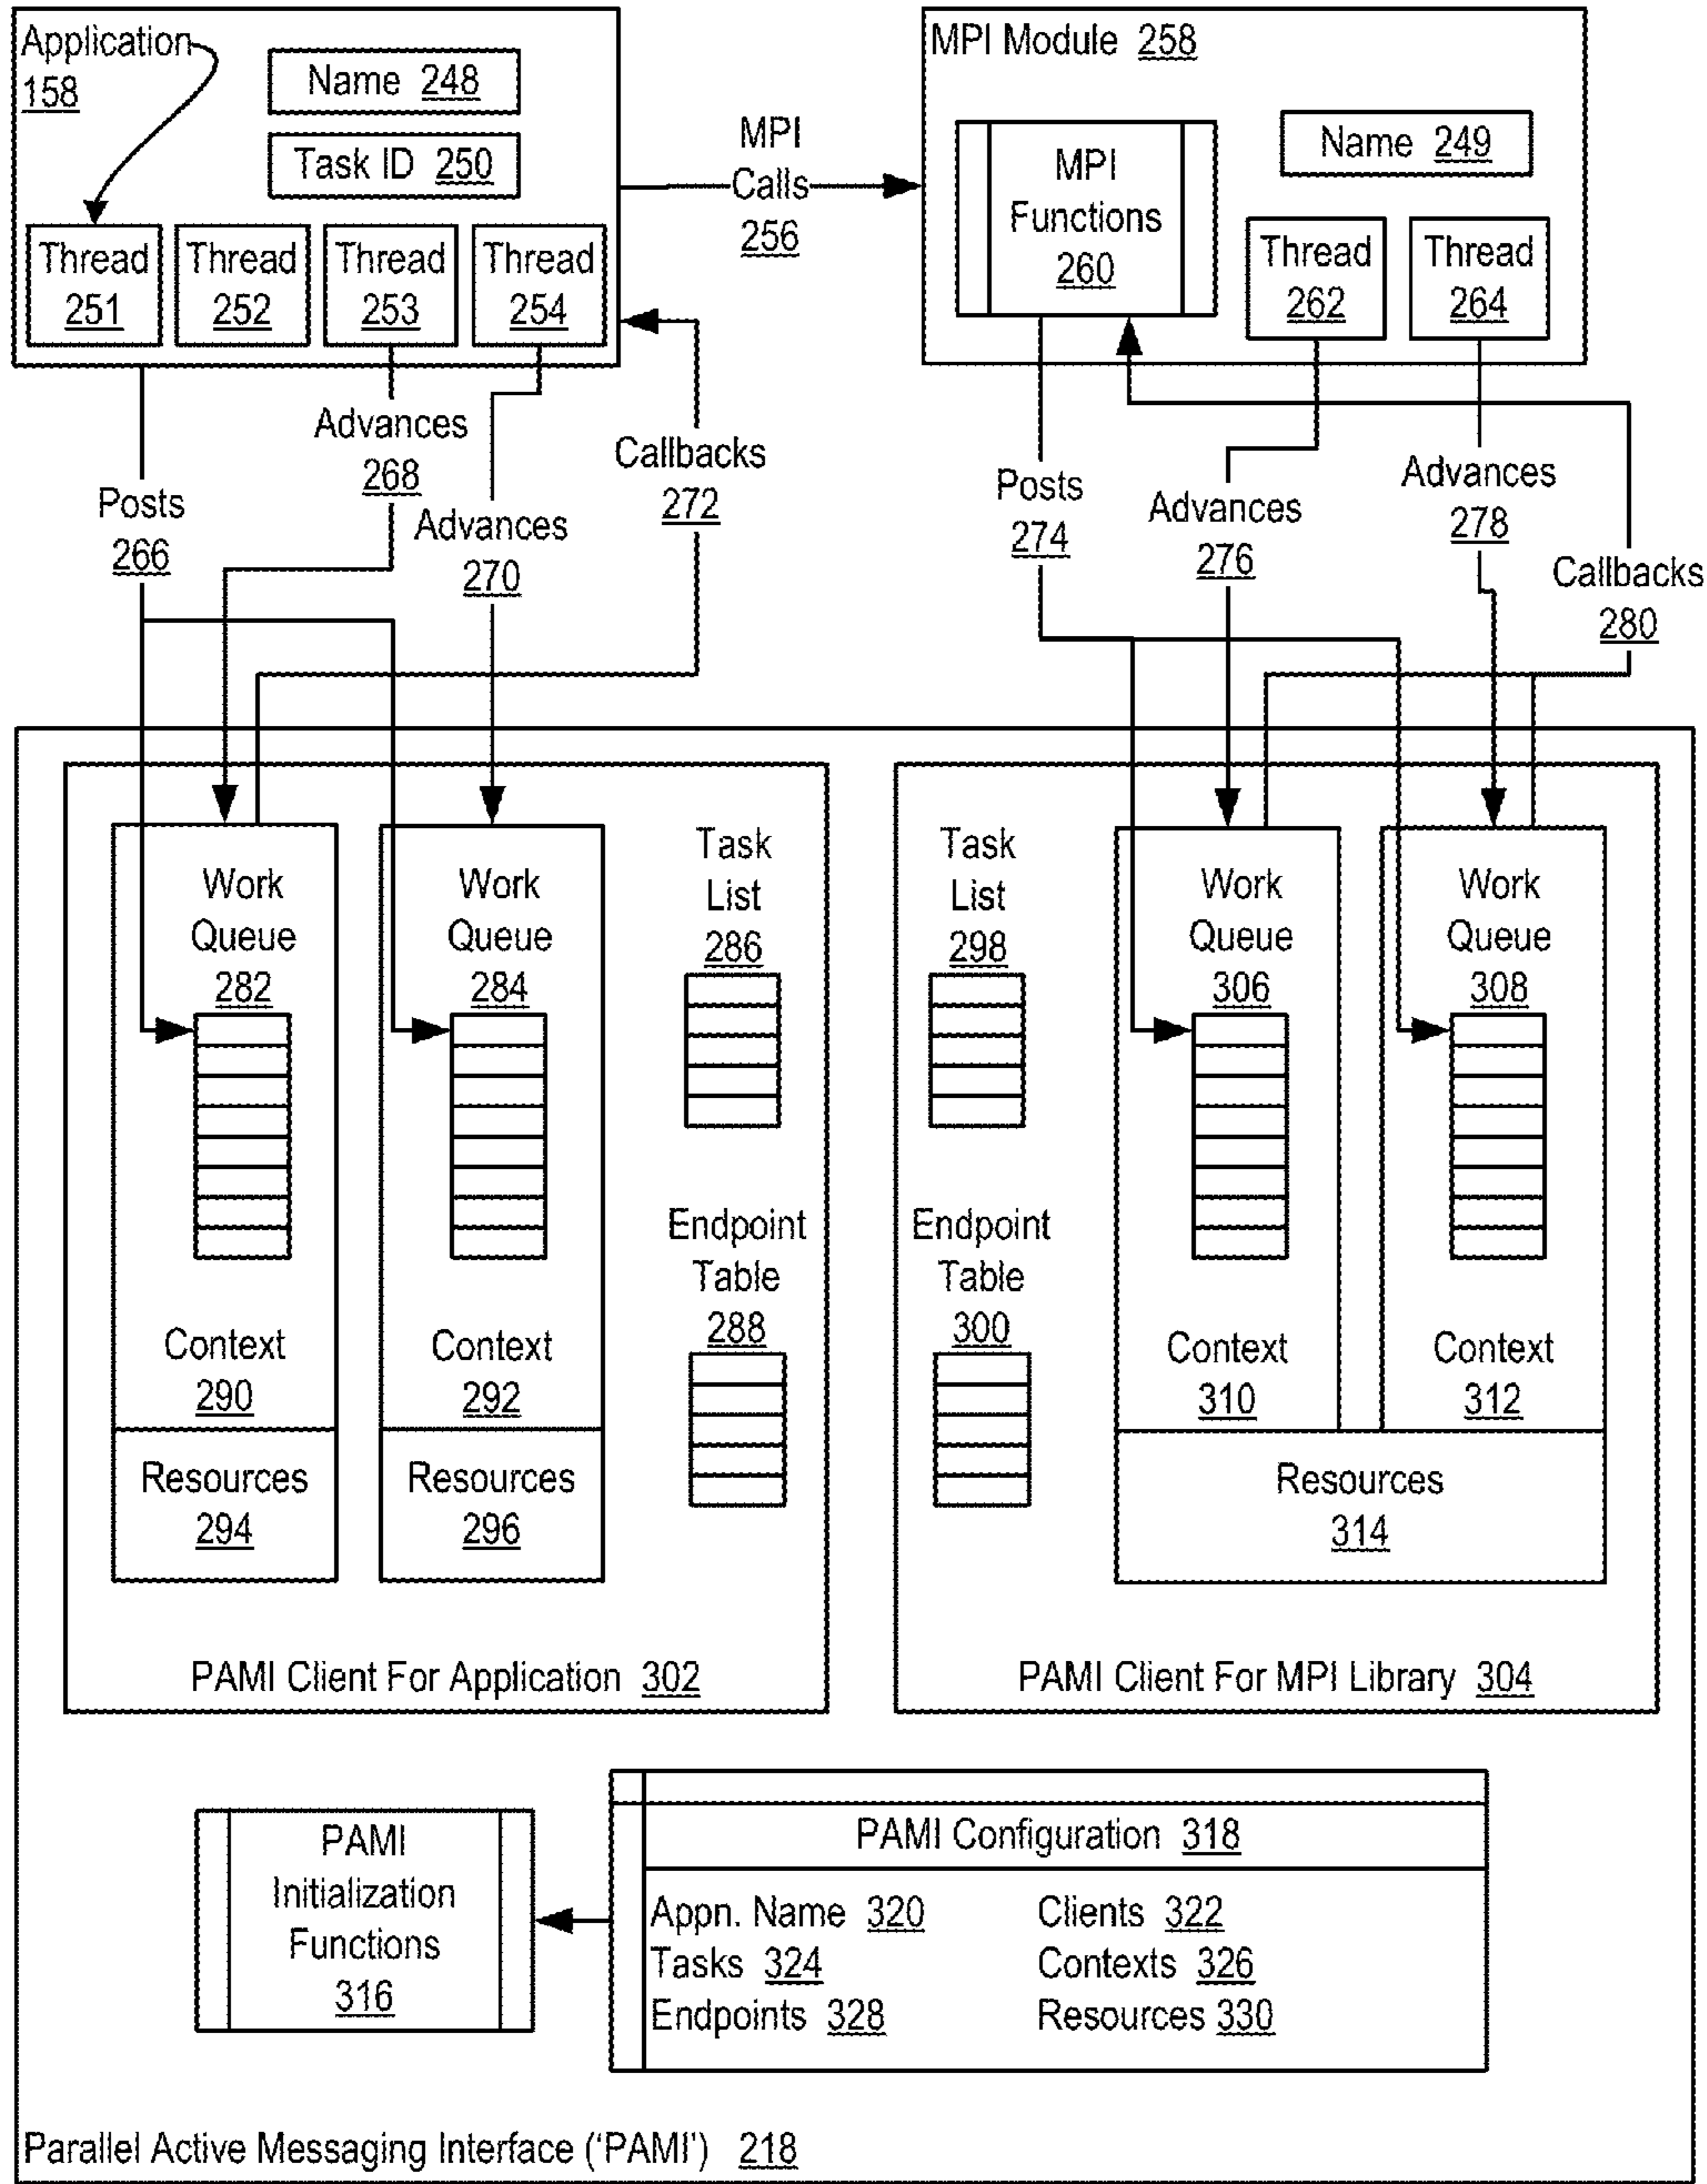 Application
158
Name 248
Task ID 250
Thread
251
Thread
252
Thread
253
Thread
254
MPI
Calls
256
MPI Module 258
MPI
Functions
260
Name 249
Thread
262
Thread
264
Posts
266
Advances
268
Advances
270
Callbacks
272
Posts
274
Advances
276
Advances
278
Callbacks
280
Work
Queue
282
Work
Queue
284
Task
List
286
Endpoint
Table
288
Context
290
Context
292
Resources
294
Resources
296
PAMI Client For Application 302
Task
List
298
Endpoint
Table
300
Work
Queue
306
Work
Queue
308
Context
310
Context
312
Resources
314
PAMI Client For MPI Library 304
PAMI
Initialization
Functions
316
PAMI Configuration 318
Appn. Name 320 Clients 322
Tasks 324 Contexts 326
Endpoints 328 Resources 330
Parallel Active Messaging Interface (‘PAMI’) 218